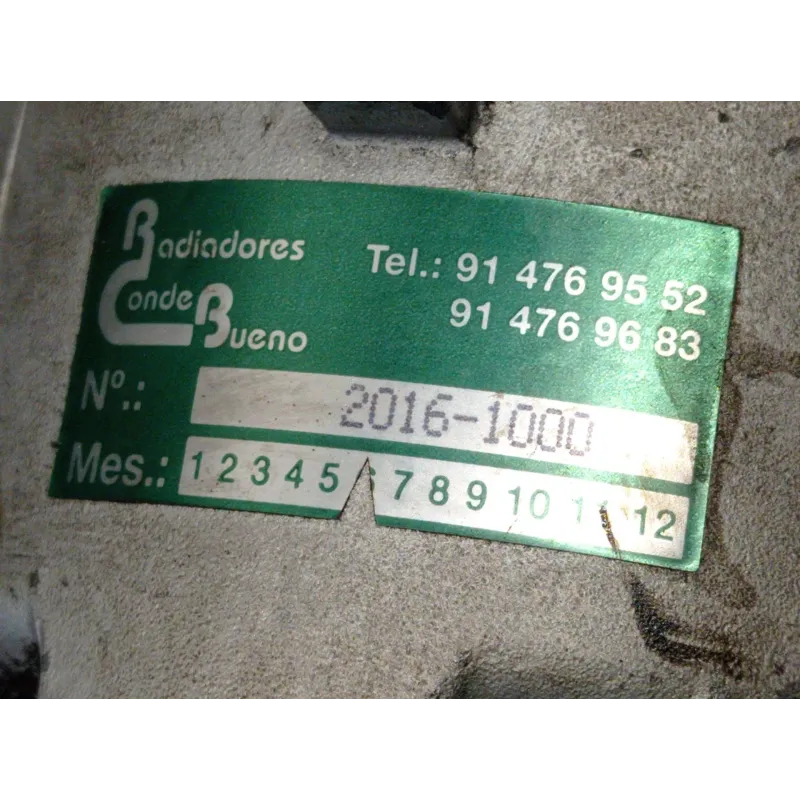 Radiadores
Conde Bueno
Tel.: 91 476 95 52
91 476 96 83
Nº.: 2016-1000
Mes.: 1 2 3 4 5 7 8 9 10 11 12